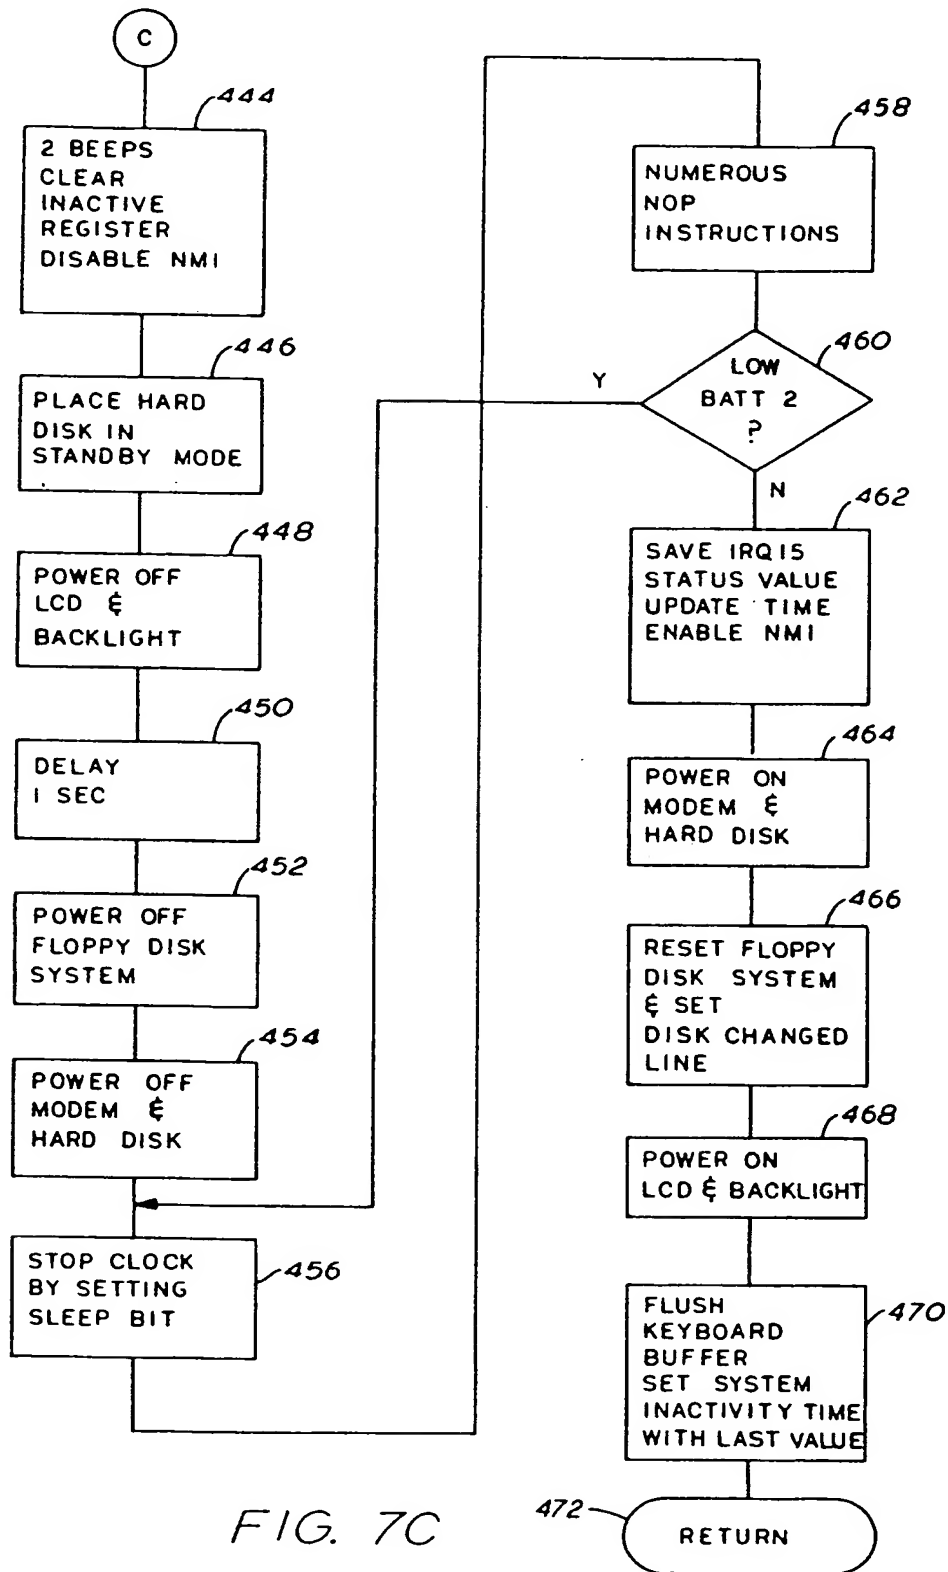 C
444
2 BEEPS
CLEAR
INACTIVE
REGISTER
DISABLE NMI
446
PLACE HARD
DISK IN
STANDBY MODE
448
POWER OFF
LCD &
BACKLIGHT
450
DELAY
1 SEC
452
POWER OFF
FLOPPY DISK
SYSTEM
454
POWER OFF
MODEM &
HARD DISK
456
STOP CLOCK
BY SETTING
SLEEP BIT
458
NUMEROUS
NOP
INSTRUCTIONS
460
LOW
BATT 2
?
Y
N
462
SAVE IRQ15
STATUS VALUE
UPDATE TIME
ENABLE NMI
464
POWER ON
MODEM &
HARD DISK
466
RESET FLOPPY
DISK SYSTEM
& SET
DISK CHANGED
LINE
468
POWER ON
LCD & BACKLIGHT
470
FLUSH
KEYBOARD
BUFFER
SET SYSTEM
INACTIVITY TIME
WITH LAST VALUE
472
RETURN
FIG. 7C